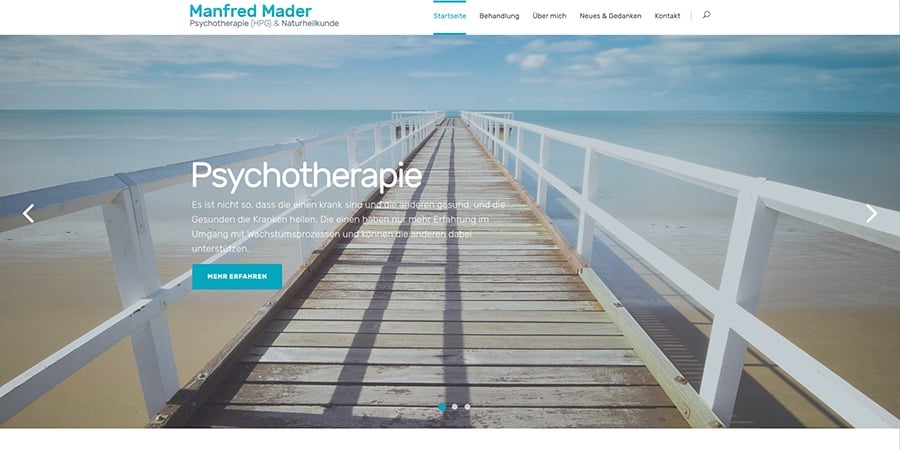 Manfred Mader
Psychotherapie (HPG) & Naturheilkunde
Startseite
Behandlung
Über mich
Neues & Gedanken
Kontakt
Psychotherapie
Es ist nicht so, dass die einen krank sind und die anderen gesund, und die
Gesunden die Kranken heilen. Die einen haben nur mehr Erfahrung im
Umgang mit Wachstumsprozessen und können die anderen dabei
unterstützen.
MEHR ERFAHREN